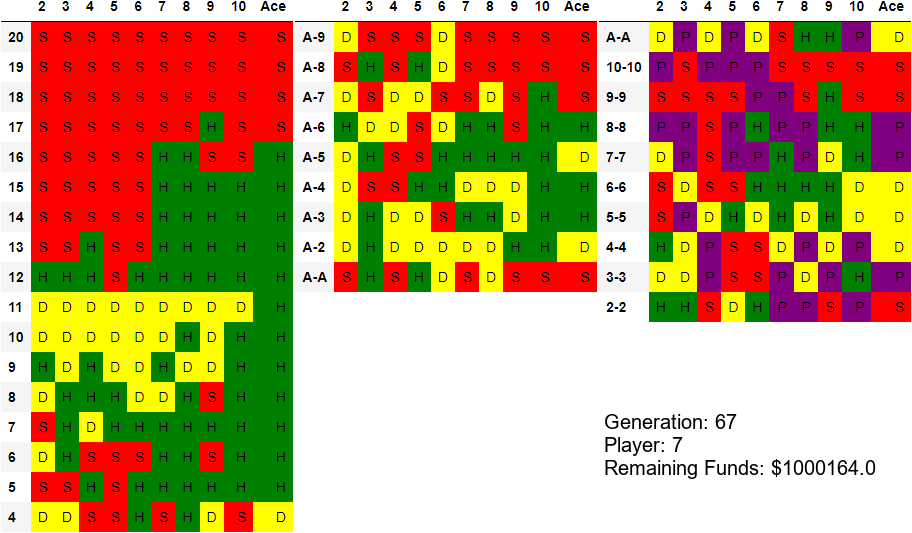 2 3 4 5 6 7 8 9 10 Ace
20 S S S S S S S S S S
19 S S S S S S S S S S
18 S S S S S S S S S S
17 S S S S S S S H S S
16 S S S S S H H S S H
15 S S S S S H H H H H
14 S S S S S H H H H H
13 S S H S S H H H H H
12 H H H S H H H H H H
11 D D D D D D D D D H
10 D D D D D D H D H H
9 H D H D D H D D H H
8 D H H H D D H S H H
7 S H D H H H H H H H
6 D H S S S H H S H H
5 S S H S H H H H H H
4 D D S S H S H D S D
2 3 4 5 6 7 8 9 10 Ace
A-9 D S S S D S S S S S
A-8 S H S H D S S S S S
A-7 D S D D S S D S H S
A-6 H D D S D H H S H H
A-5 D H S S H H H H H D
A-4 D S S H H D D D H H
A-3 D H D D S H H D H H
A-2 D H D D D D D H H D
A-A S H S H D S D S S S
2 3 4 5 6 7 8 9 10 Ace
A-A D P D P D S H H P D
10-10 P S P P P S S S S S
9-9 S S S S P P S H S S
8-8 P P S P H P P H H P
7-7 D P S P P H P D H P
6-6 S D S S H H H H D D
5-5 S P D H D H D H D D
4-4 H D P S S D P D P D
3-3 D D P S S P D P H P
2-2 H H S D H P P S P S
Generation: 67
Player: 7
Remaining Funds: $1000164.0